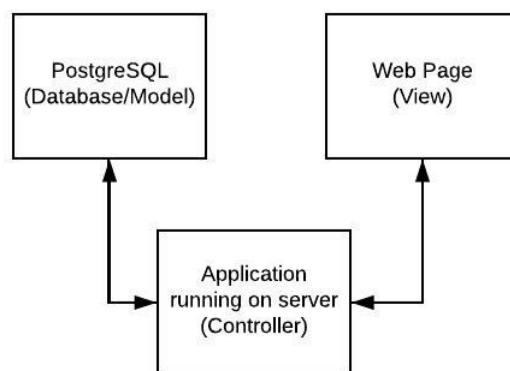 PostgreSQL
(Database/Model)
Web Page
(View)
Application
running on server
(Controller)